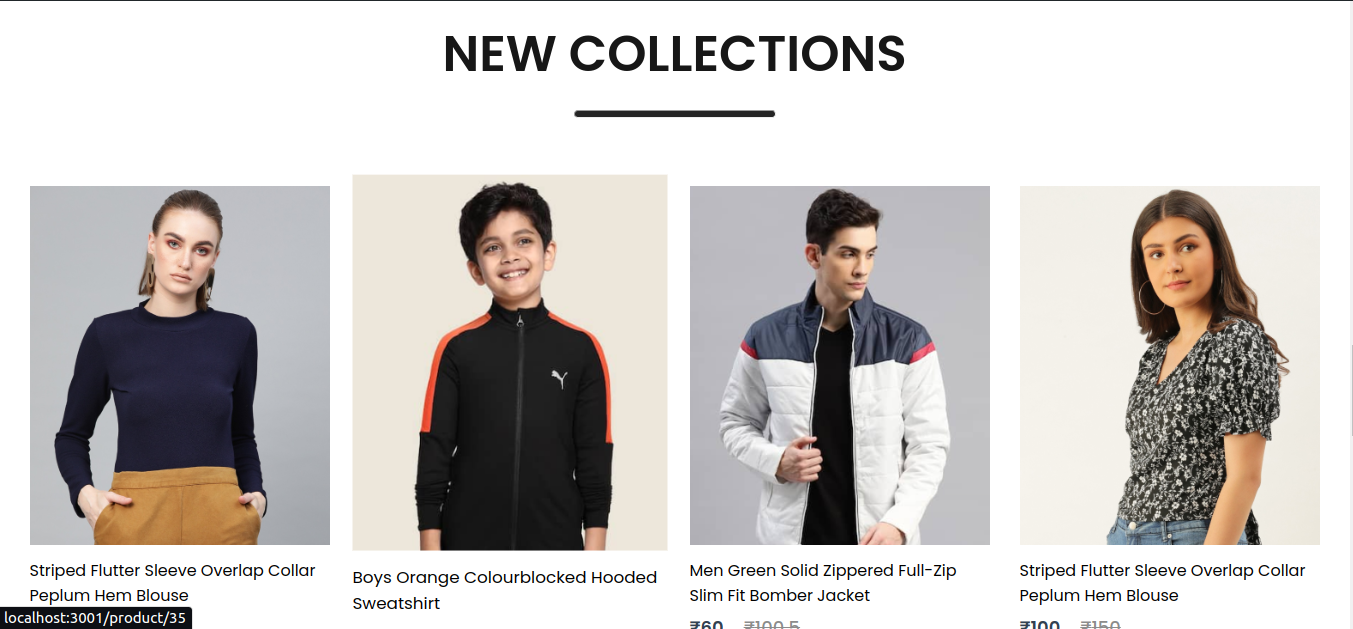 NEW COLLECTIONS
Striped Flutter Sleeve Overlap Collar
Peplum Hem Blouse
Boys Orange Colourblocked Hooded
Sweatshirt
Men Green Solid Zippered Full-Zip
Slim Fit Bomber Jacket
₹60 ₹100.5
Striped Flutter Sleeve Overlap Collar
Peplum Hem Blouse
₹100 ₹150
localhost:3001/product/35